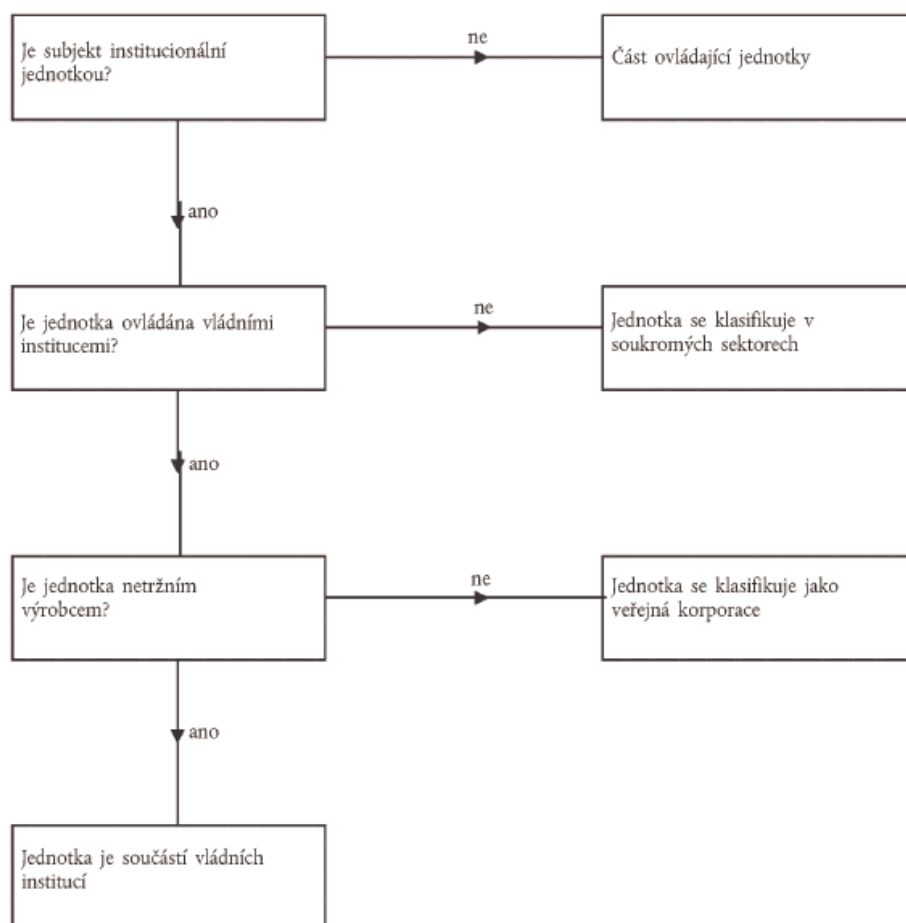 Je subjekt institucionální
jednotkou?
ne
Část ovládající jednotky
ano
Je jednotka ovládána vládními
institucemi?
ne
Jednotka se klasifikuje v
soukromých sektorech
ano
Je jednotka netržním
výrobcem?
ne
Jednotka se klasifikuje jako
veřejná korporace
ano
Jednotka je součástí vládních
institucí